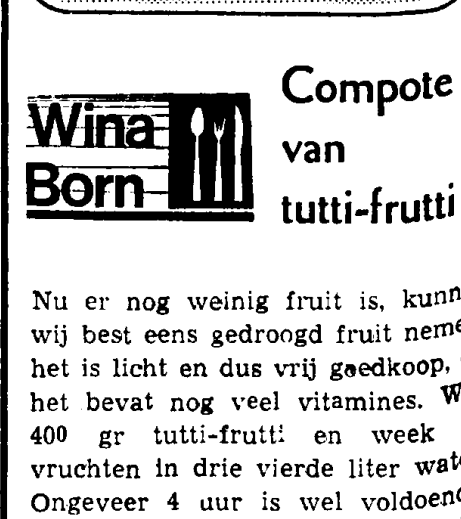 Wina
Born
Compote
van
tutti-frutti
Nu er nog weinig fruit is, kunn
wij best eens gedroogd fruit neme
het is licht en dus vrij goedkoop,
het bevat nog veel vitamines. W
400 gr tutti-frutti en week
vruchten in drie vierde liter wate
Ongeveer 4 uur is wel voldoend